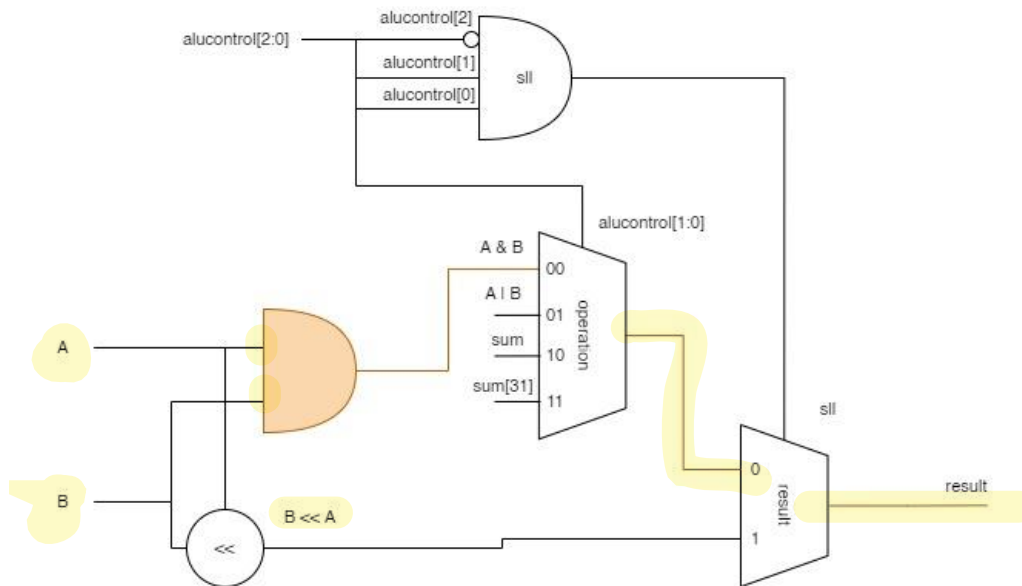 alucontrol[2]
alucontrol[2:0]
alucontrol[1]
sll
alucontrol[0]
alucontrol[1:0]
A & B
00
A | B
01
operation
sum
10
sum[31]
11
A
sll
0
result
result
B
B << A
<<
1